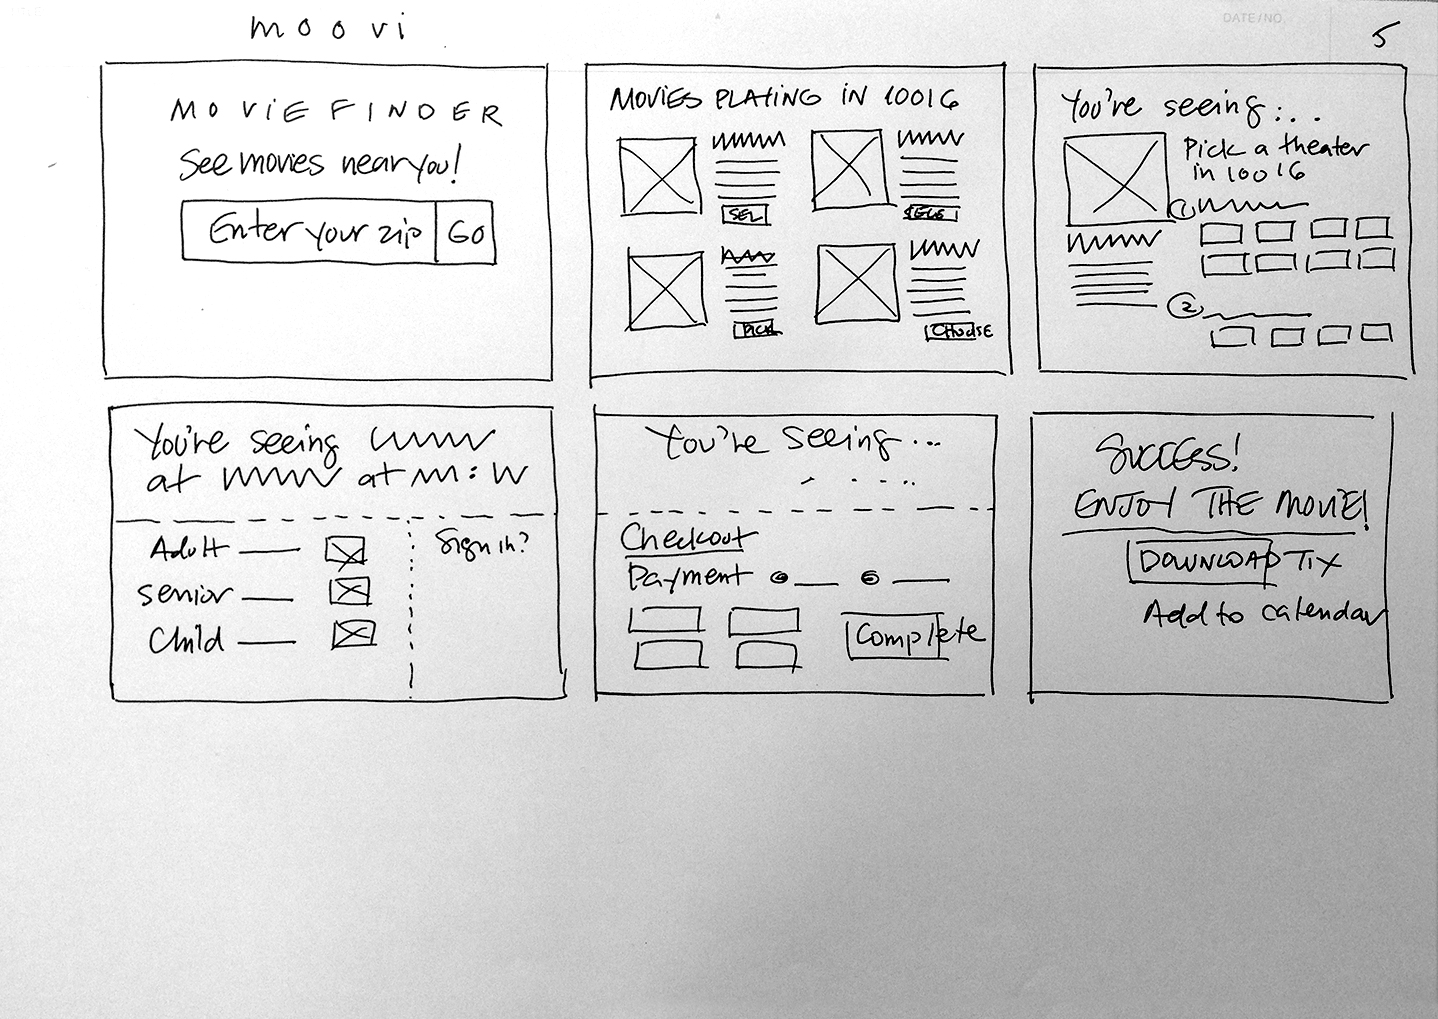 moovi
DATE/NO.
5
MOVIE FINDER
See movies near you!
Enter your zip
Go
MOVIES PLAYING IN 10016
SEL
PICK
CHOOSE
You're seeing...
Pick a theater
in 10016
1
2
You're seeing
at at :
Adult
Senior
Child
Sign in?
You're seeing...
Checkout
Payment
Complete
SUCCESS!
ENJOY THE MOVIE!
DOWNLOAD TIX
Add to calendar